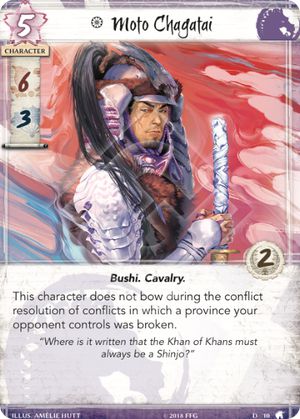 5
Moto Chagatai
CHARACTER
6
3
2
Bushi. Cavalry.
This character does not bow during the conflict
resolution of conflicts in which a province your
opponent controls was broken.
"Where is it written that the Khan of Khans must
always be a Shinjo?"
ILLUS. AMÉLIE HUTT
© 2018 FFG